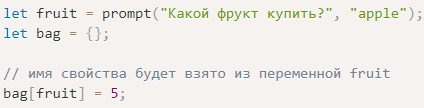 let fruit = prompt("Какой фрукт купить?", "apple");
let bag = {};
// имя свойства будет взято из переменной fruit
bag[fruit] = 5;